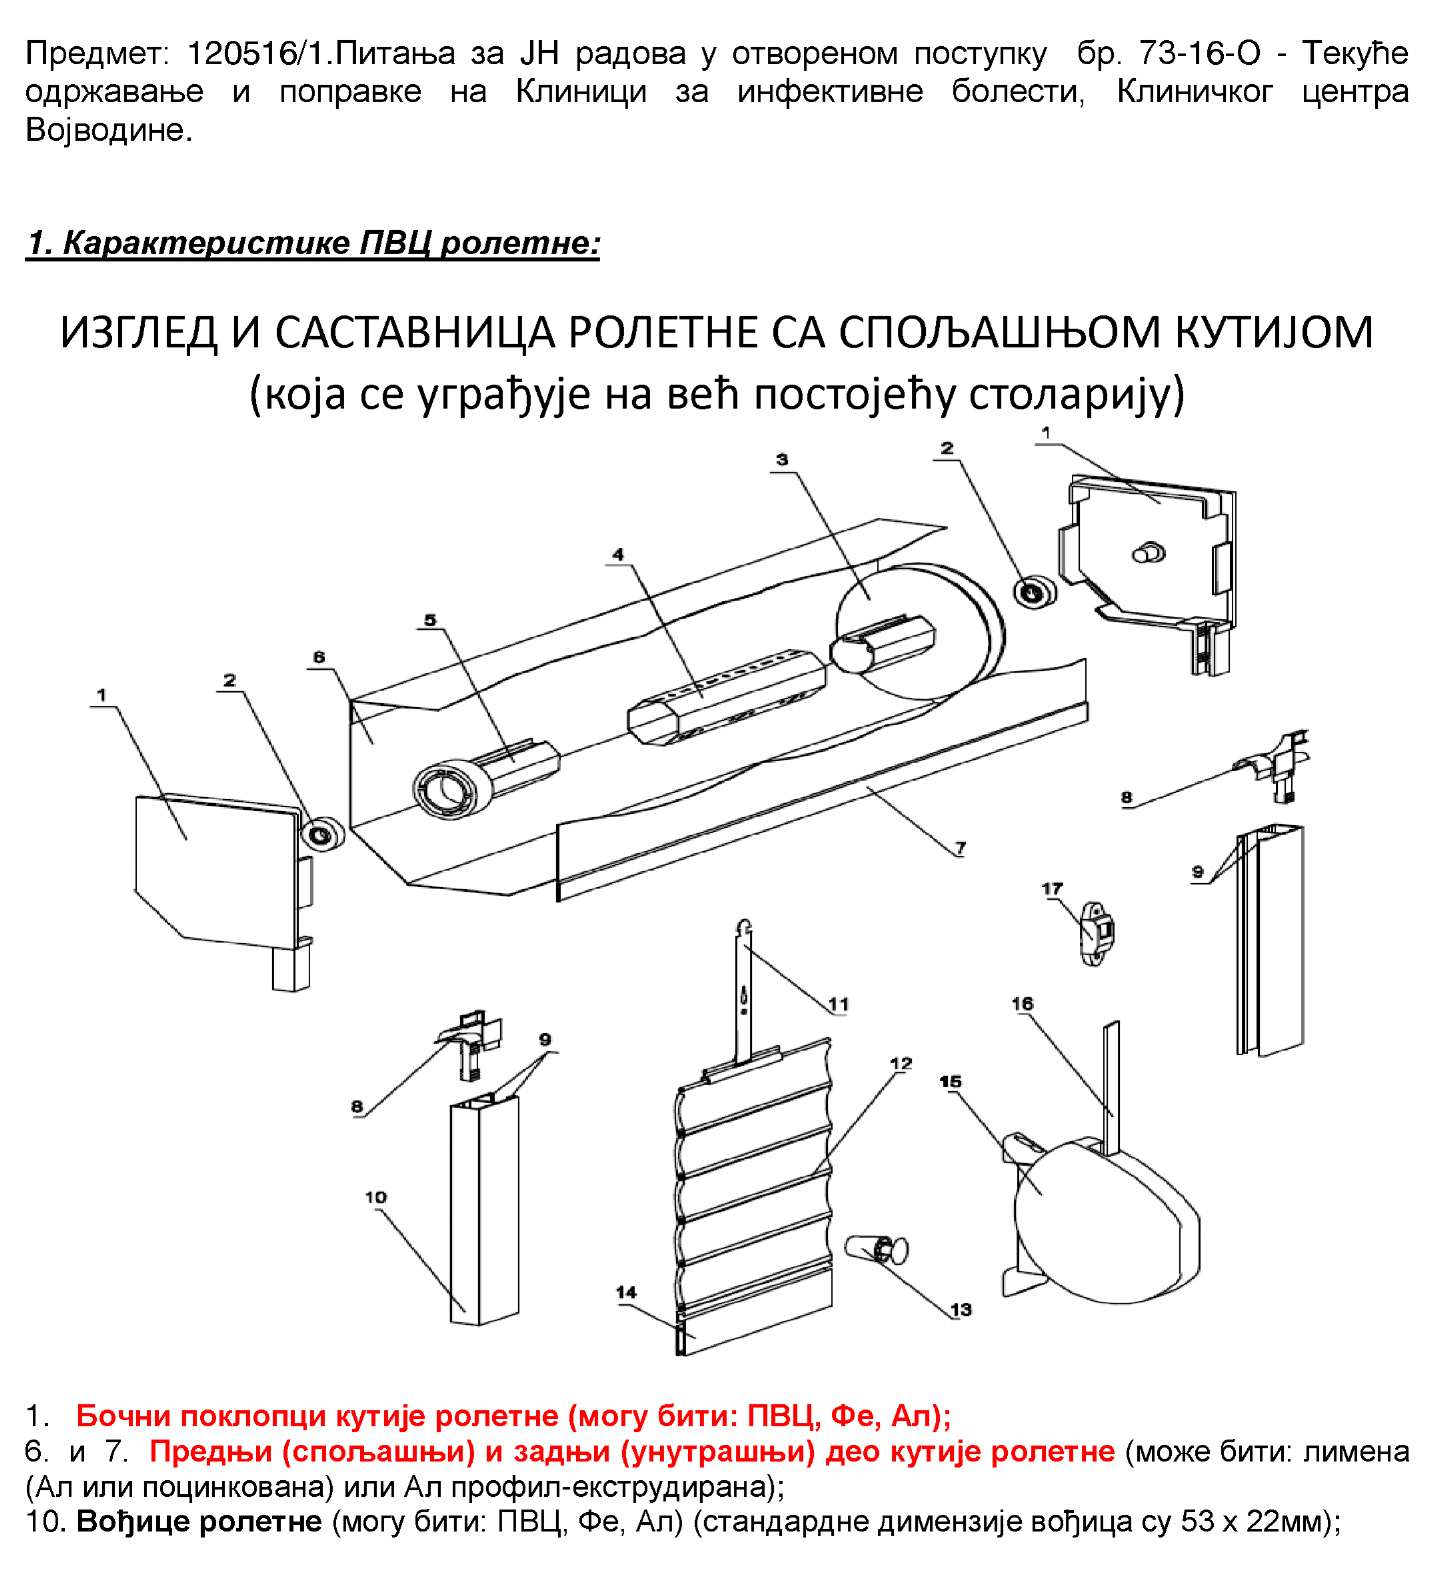 Предмет: 120516/1.Питања за ЈН радова у отвореном поступку бр. 73-16-О - Текуће
одржавање и поправке на Клиници за инфективне болести, Клиничког центра
Војводине.
1. Карактеристике ПВЦ ролетне:
ИЗГЛЕД И САСТАВНИЦА РОЛЕТНЕ СА СПОЉАШЊОМ КУТИЈОМ
(која се уграђује на већ постојећу столарију)
1
2
3
4
5
6
2
1
7
8
9
17
11
16
9
8
12
15
10
14
13
1. Бочни поклопци кутије ролетне (могу бити: ПВЦ, Фе, Ал);
6. и 7. Предњи (спољашњи) и задњи (унутрашњи) део кутије ролетне (може бити: лимена
(Ал или поцинкована) или Ал профил-екструдирана);
10. Вођице ролетне (могу бити: ПВЦ, Фе, Ал) (стандардне димензије вођица су 53 х 22мм);